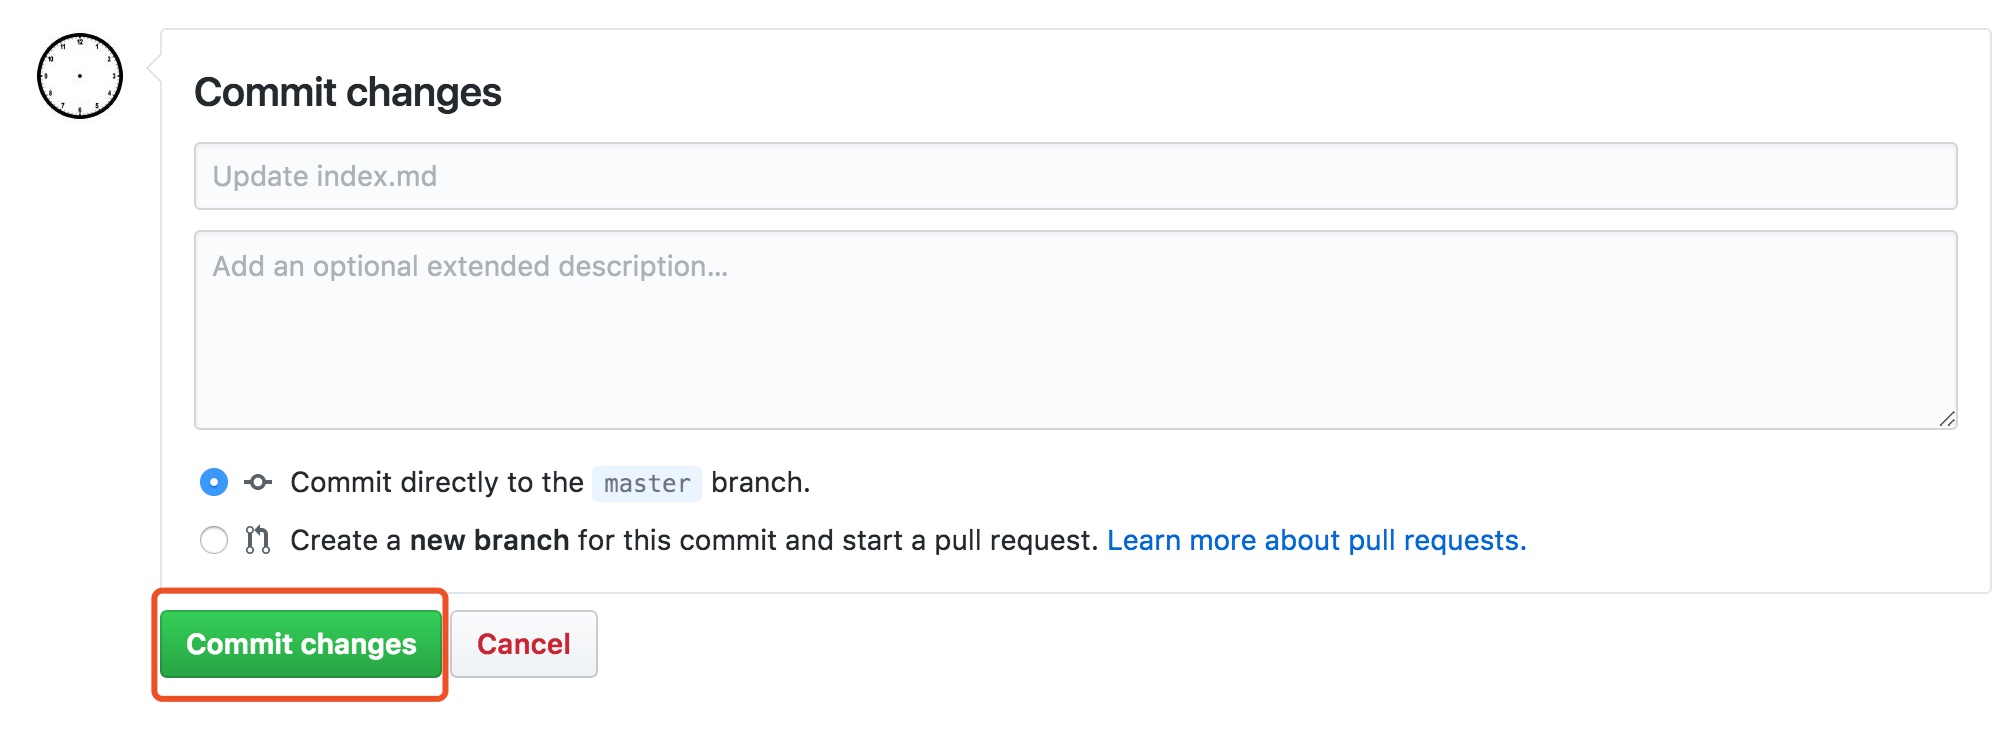 Commit changes
Update index.md
Add an optional extended description...
Commit directly to the master branch.
Create a new branch for this commit and start a pull request. Learn more about pull requests.
Commit changes
Cancel